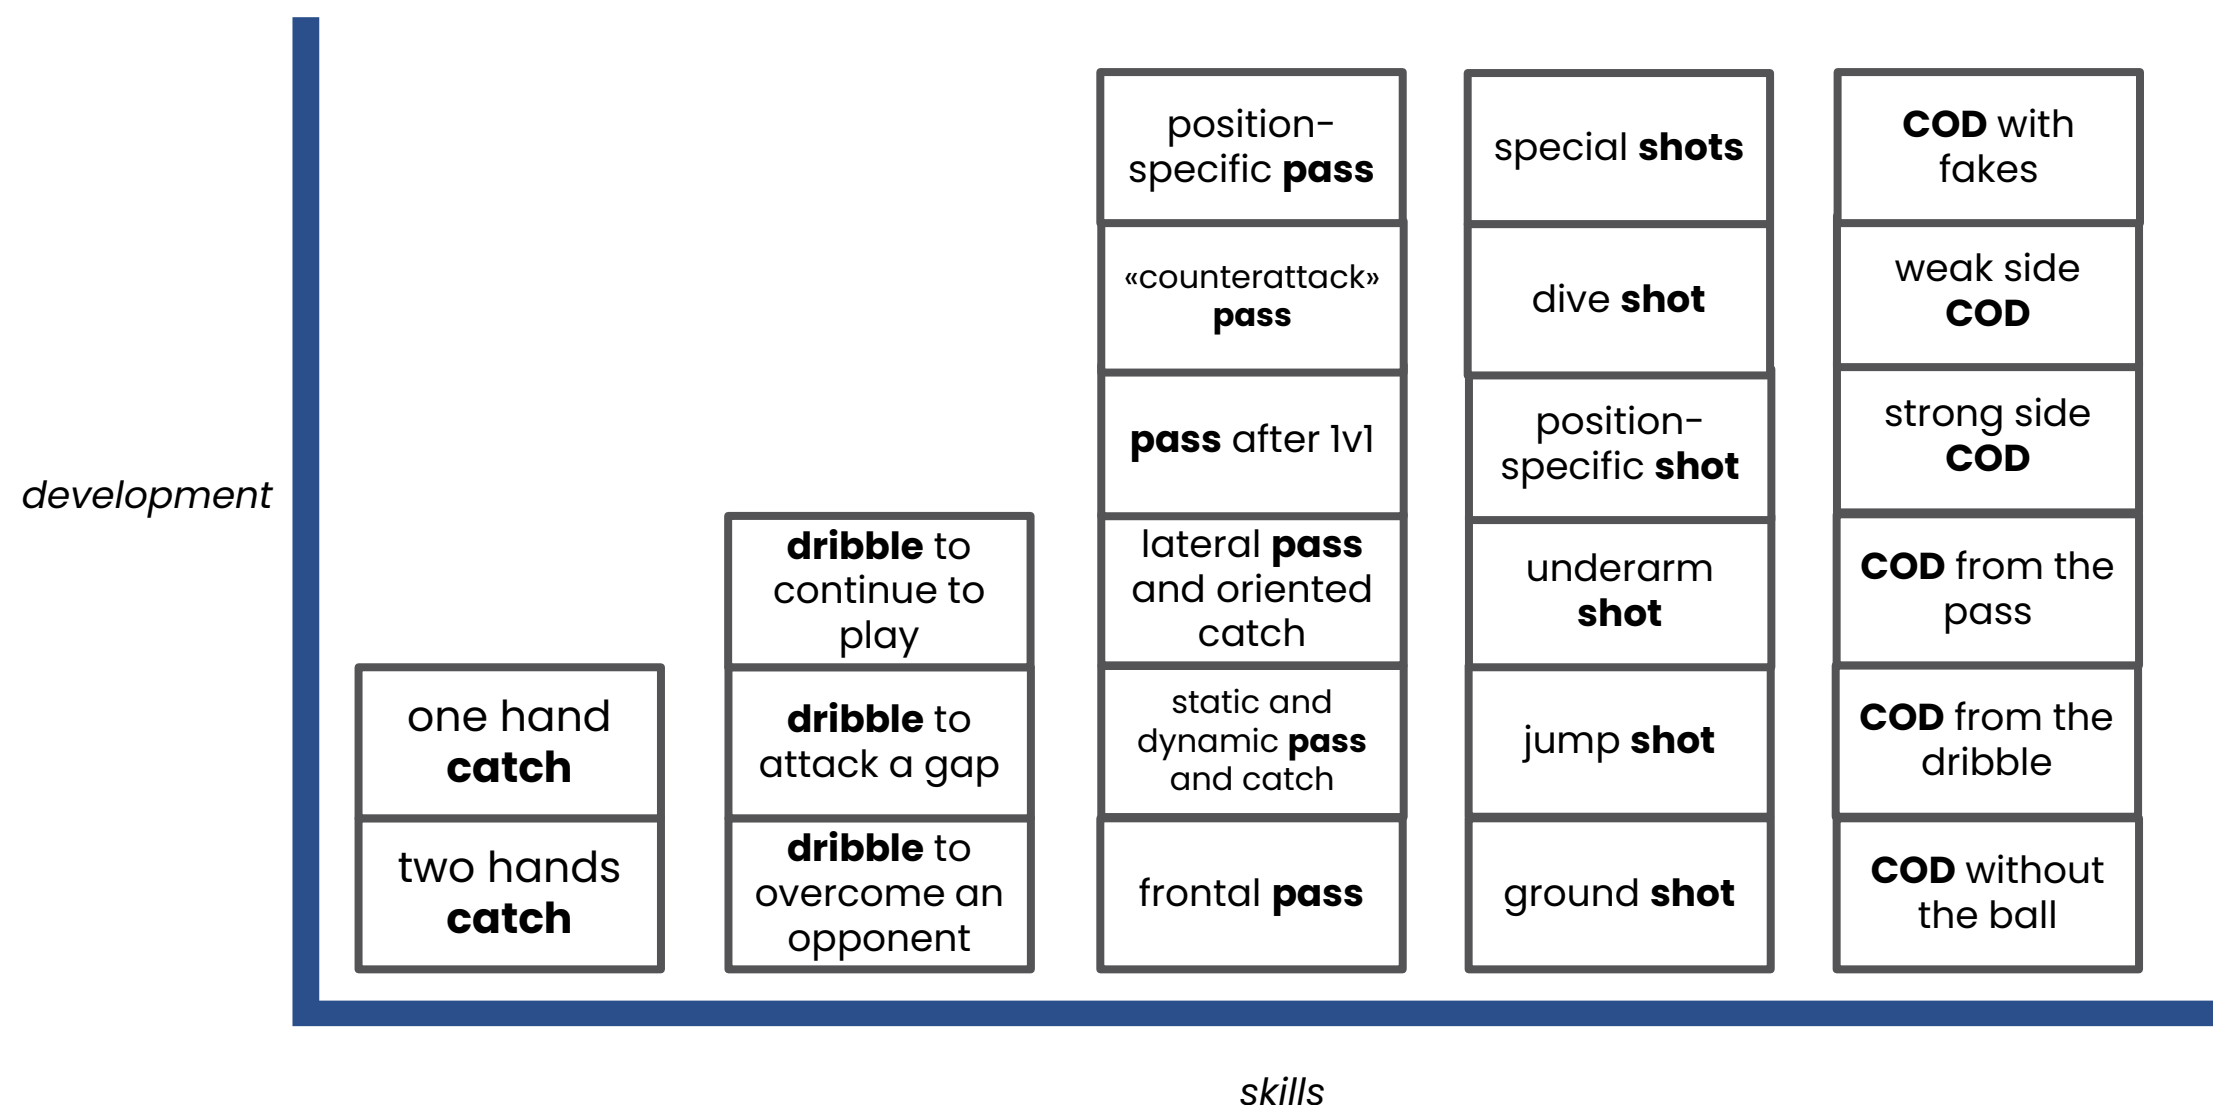 development
one hand
catch
two hands
catch
dribble to
continue to
play
dribble to
attack a gap
dribble to
overcome an
opponent
position-
specific pass
«counterattack»
pass
pass after 1v1
lateral pass
and oriented
catch
static and
dynamic pass
and catch
frontal pass
special shots
dive shot
position-
specific shot
underarm
shot
jump shot
ground shot
COD with
fakes
weak side
COD
strong side
COD
COD from the
pass
COD from the
dribble
COD without
the ball
skills